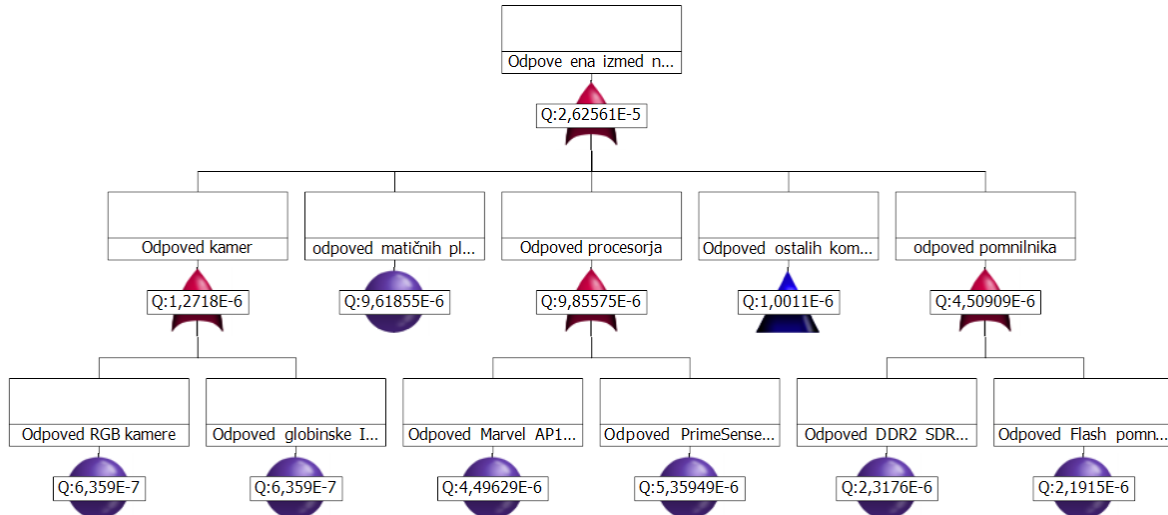 Odpove ena izmed n...
Q:2,62561E-5
Odpoved kamer
odpoved matičnih pl...
Odpoved procesorja
Odpoved ostalih kom...
odpoved pomnilnika
Q:1,2718E-6
Q:9,61855E-6
Q:9,85575E-6
Q:1,0011E-6
Q:4,50909E-6
Odpoved RGB kamere
Odpoved globinske I...
Odpoved Marvel AP1...
Odpoved PrimeSense...
Odpoved DDR2 SDR...
Odpoved Flash pomn...
Q:6,359E-7
Q:6,359E-7
Q:4,49629E-6
Q:5,35949E-6
Q:2,3176E-6
Q:2,1915E-6